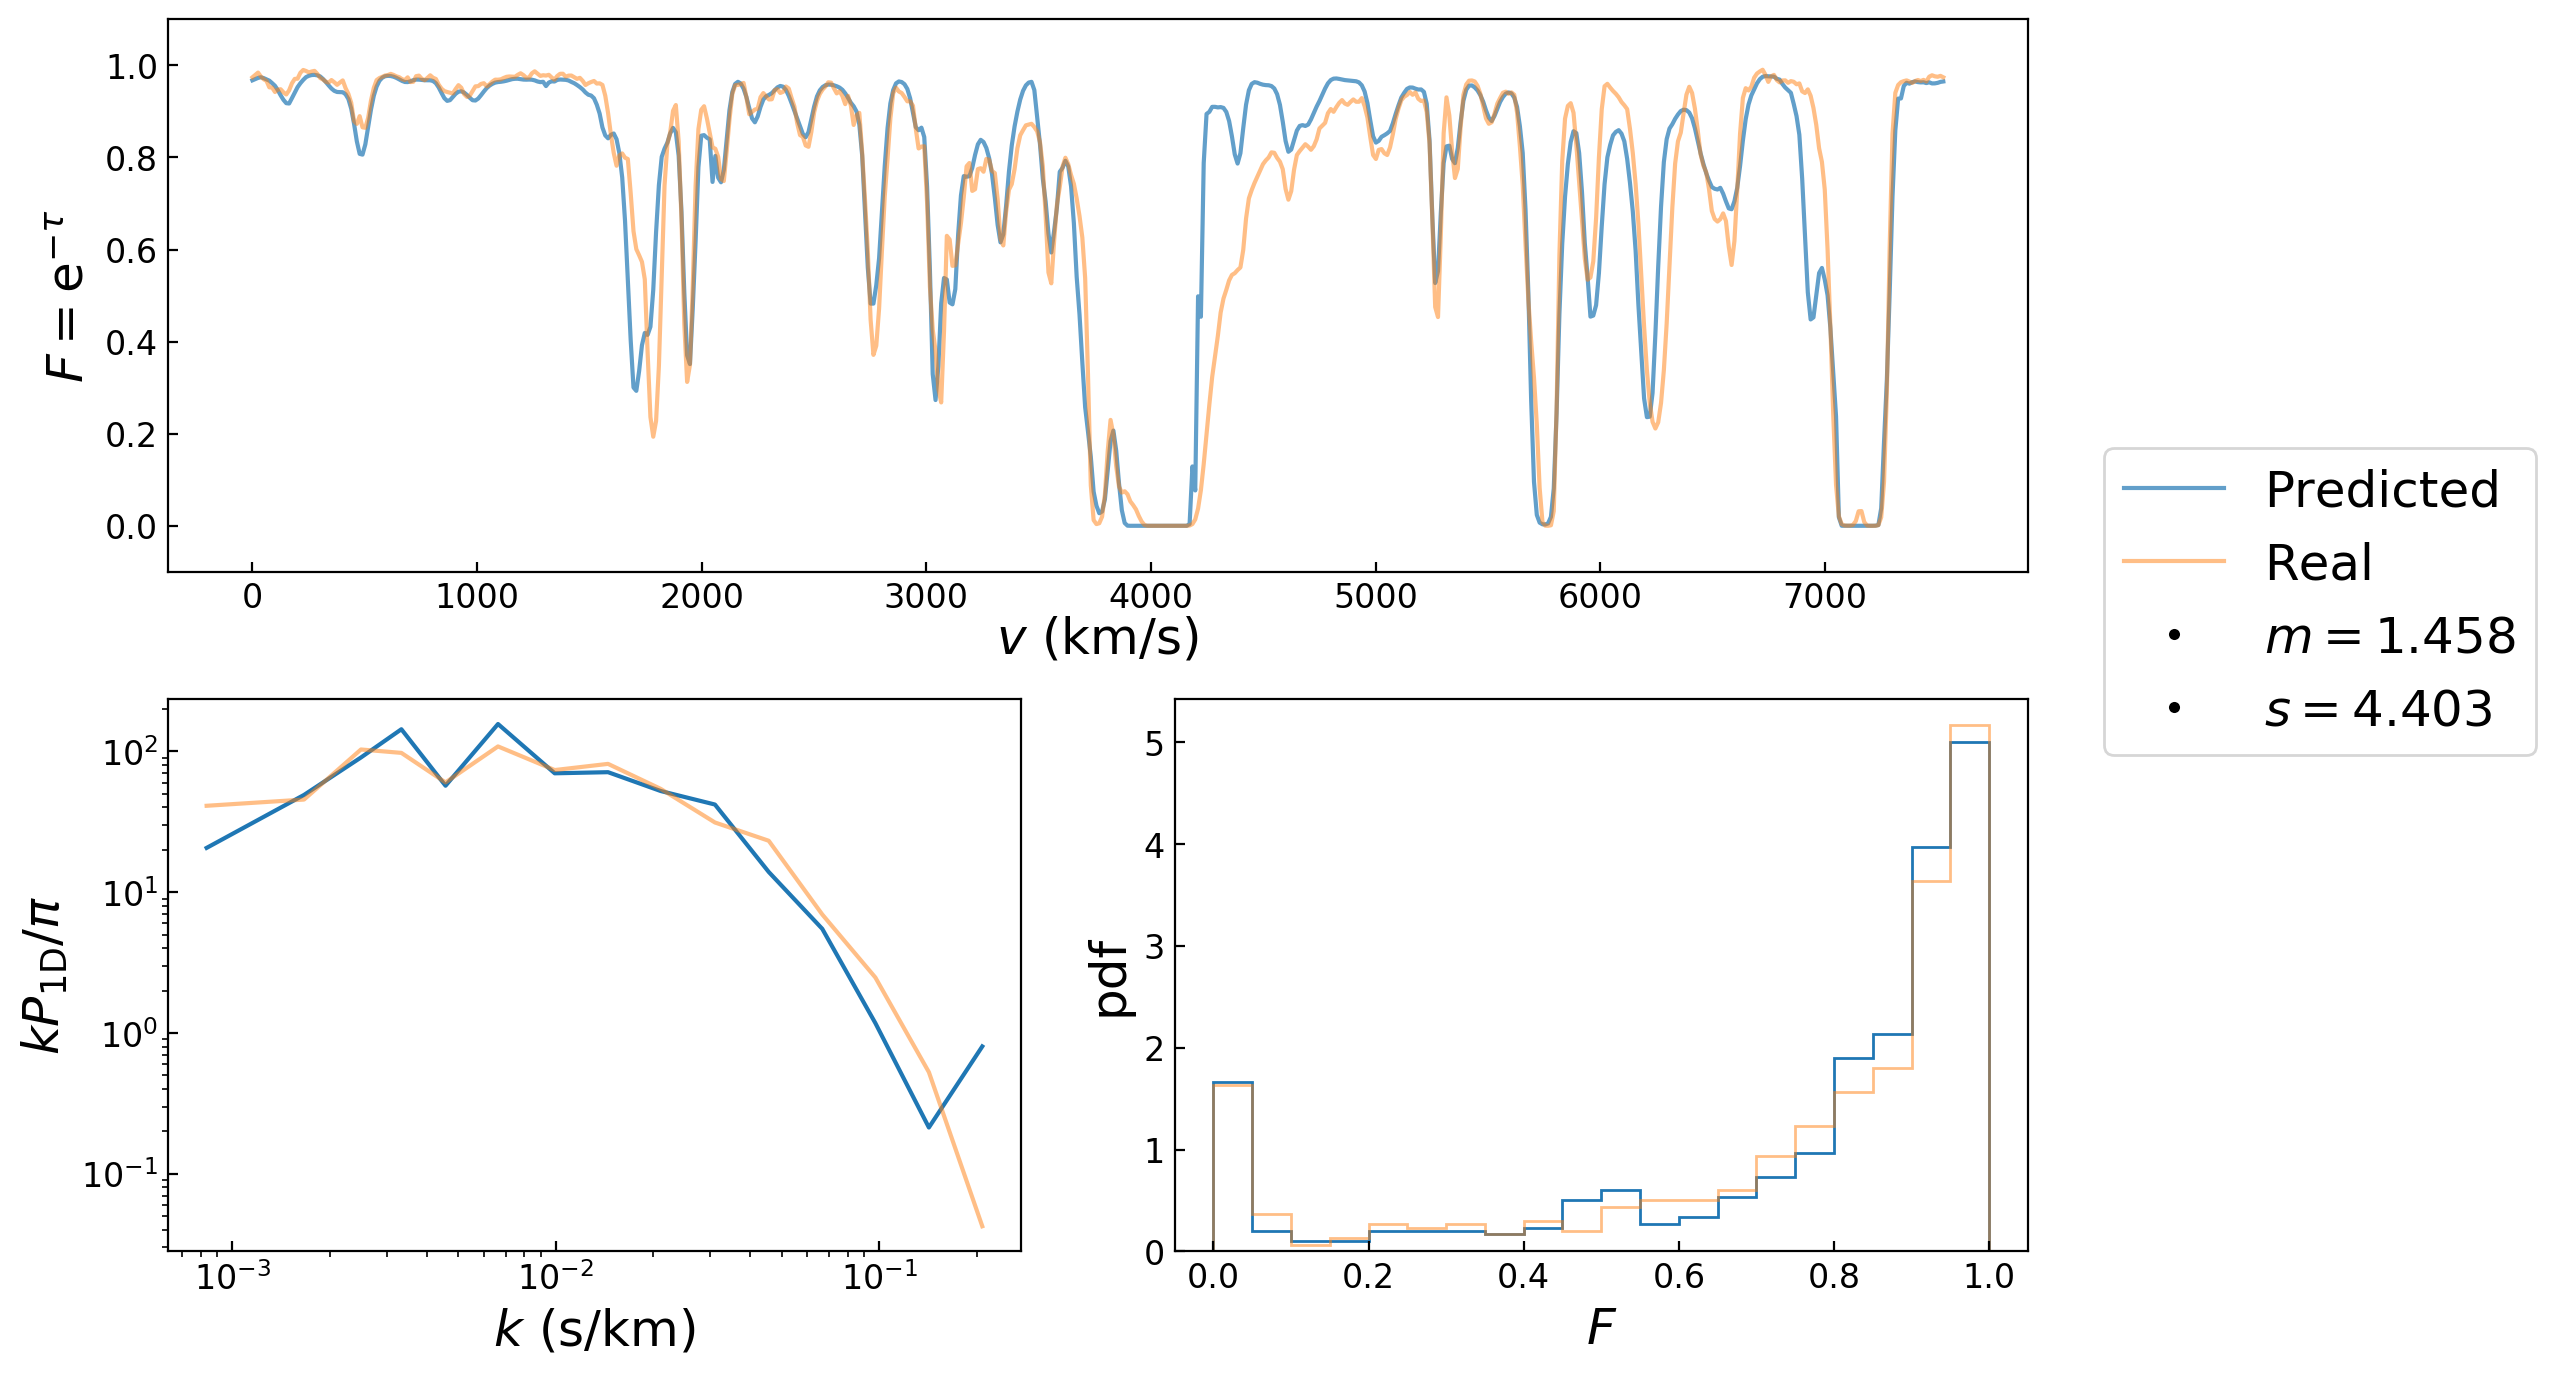 F = e^{−τ}
1.0
0.8
0.6
0.4
0.2
0.0
0 1000 2000 3000 4000 5000 6000 7000
v (km/s)
Predicted
Real
m = 1.458
s = 4.403
kP_{1D}/π
10^2
10^1
10^0
10^{−1}
10^{−3} 10^{−2} 10^{−1}
k (s/km)
pdf
5
4
3
2
1
0
0.0 0.2 0.4 0.6 0.8 1.0
F